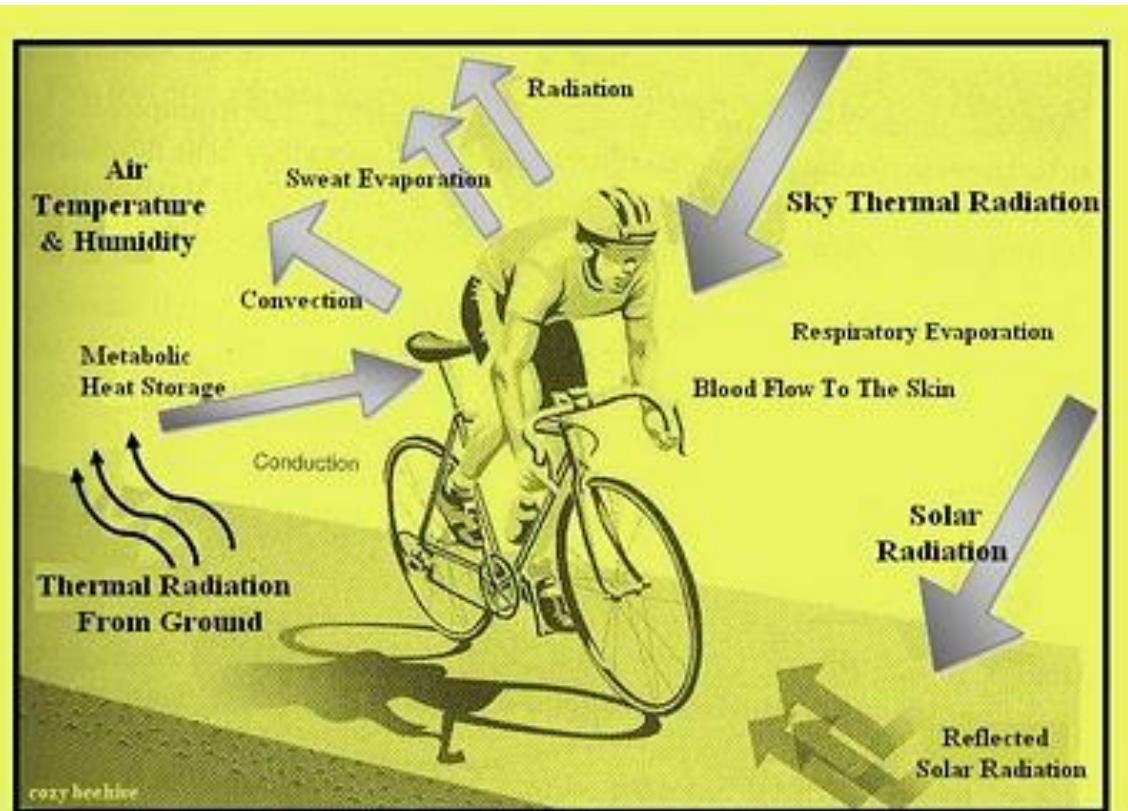 Radiation
Air
Temperature
& Humidity
Sweat Evaporation
Sky Thermal Radiation
Convection
Respiratory Evaporation
Metabolic
Heat Storage
Blood Flow To The Skin
Conduction
Solar
Radiation
Thermal Radiation
From Ground
Reflected
Solar Radiation
cozy beehive